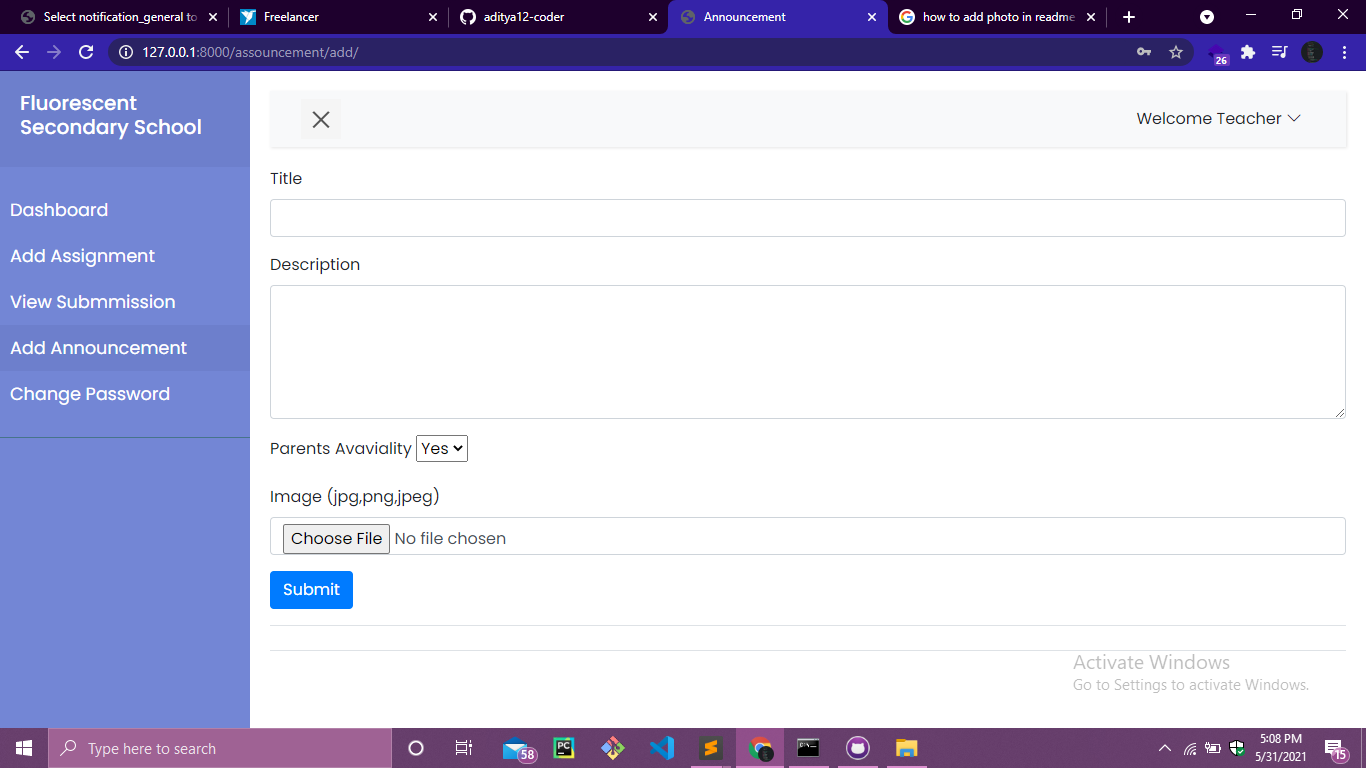 Select notification_general to
Freelancer
aditya12-coder
Announcement
how to add photo in readme
127.0.0.1:8000/assouncement/add/
26
Fluorescent
Secondary School
Welcome Teacher
Dashboard
Add Assignment
View Submmission
Add Announcement
Change Password
Title
Description
Parents Avaviality Yes
Image (jpg,png,jpeg)
Choose File No file chosen
Submit
Activate Windows
Go to Settings to activate Windows.
Type here to search
58
PC
5:08 PM
5/31/2021
15